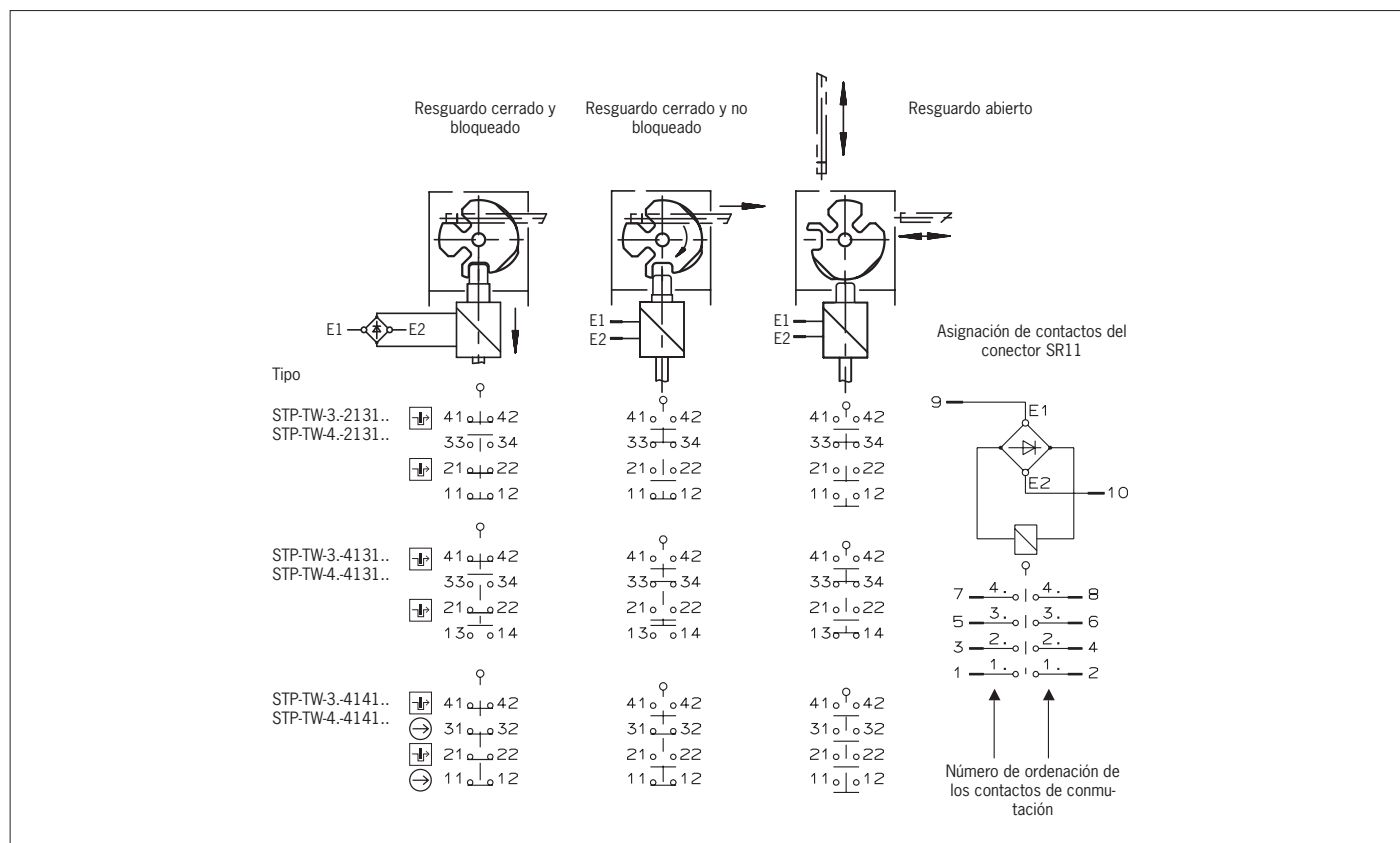 Resguardo cerrado y
bloqueado
Resguardo cerrado y no
bloqueado
Resguardo abierto
E1
E2
E1
E2
E1
E2
Asignación de contactos del
conector SR11
Tipo
STP-TW-3.-2131..
STP-TW-4.-2131..
41 42 41 42 41 42
33 34 33 34 33 34
21 22 21 22 21 22
11 12 11 12 11 12
STP-TW-3.-4131..
STP-TW-4.-4131..
41 42 41 42 41 42
33 34 33 34 33 34
21 22 21 22 21 22
13 14 13 14 13 14
STP-TW-3.-4141..
STP-TW-4.-4141..
41 42 41 42 41 42
31 32 31 32 31 32
21 22 21 22 21 22
11 12 11 12 11 12
9
E1
E2
10
7 4. 4. 8
5 3. 3. 6
3 2. 2. 4
1 1. 1. 2
Número de ordenación de
los contactos de conmu-
tación